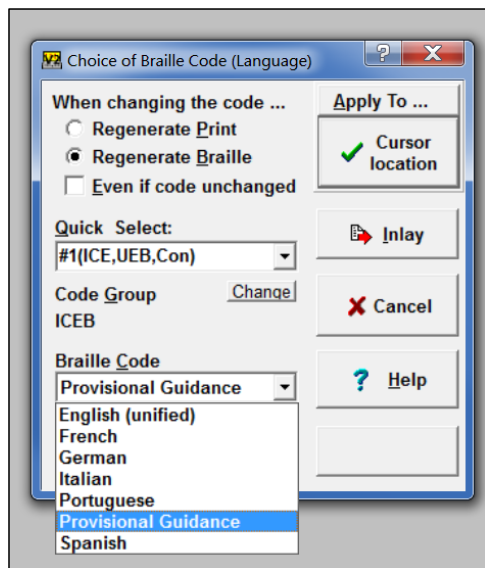 V2 Choice of Braille Code (Language)
?
X
When changing the code ...
Regenerate Print
Regenerate Braille
Even if code unchanged
Quick Select:
#1(ICE,UEB,Con)
Code Group
Change
ICEB
Braille Code
Provisional Guidance
English (unified)
French
German
Italian
Portuguese
Provisional Guidance
Spanish
Apply To ...
Cursor
location
Inlay
Cancel
? Help